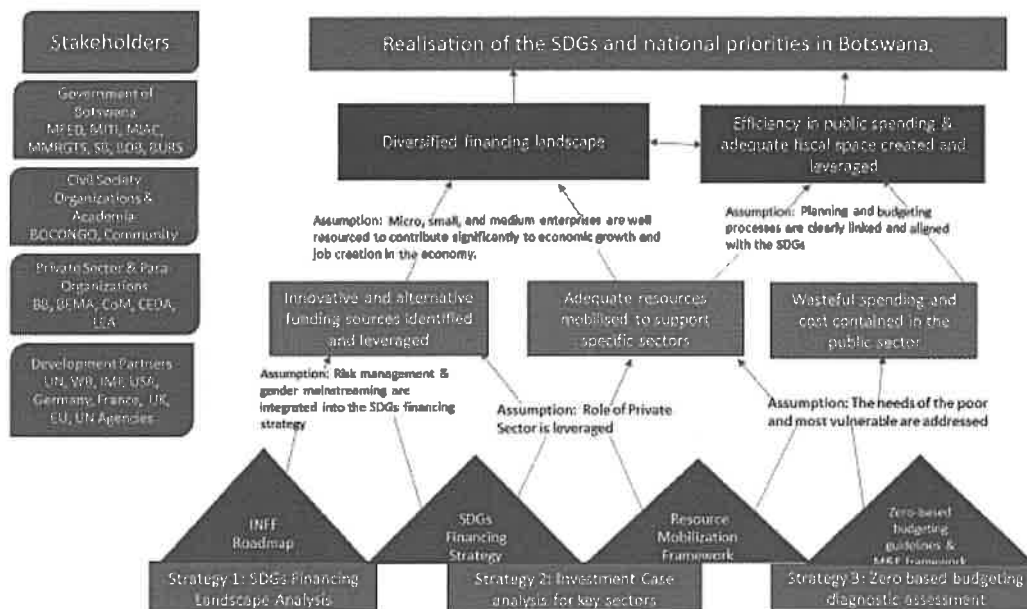 Stakeholders
Government of
Botswana
MFED, MITI, MIAC,
MMRGTS, SB, BOB, BURS
Civil Society
Organizations &
Academia:
BOCONGO, Community
Private Sector & Para
Organizations
BB, BEMA, CoM, CEDA,
LEA
Development Partners
UN, WB, IMF, USA,
Germany, France, UK,
EU, UN Agencies
Realisation of the SDGs and national priorities in Botswana.
Diversified financing
landscape
Efficiency in public spending &
adequate fiscal space created and
leveraged
Assumption: Micro, small, and medium enterprises are well
resourced to contribute significantly to economic growth and
job creation in the economy.
Assumption: Planning and budgeting
processes are clearly linked and aligned
with the SDGs
Innovative and alternative
funding sources identified
and leveraged
Adequate resources
mobilised to support
specific sectors
Wasteful spending and
cost contained in the
public sector
Assumption: Risk management &
gender mainstreaming are
integrated into the SDGs financing
strategy
Assumption: Role of Private
Sector is leveraged
Assumption: The needs of the poor
and most vulnerable are addressed
INFF
Roadmap
SDGs
Financing
Strategy
Resource
Mobilization
Framework
Zero-based
budgeting
guidelines &
framework
Strategy 1: SDGs Financing
Landscape Analysis
Strategy 2: Investment Case
analysis for key sectors
Strategy 3: Zero based budgeting
diagnostic assessment